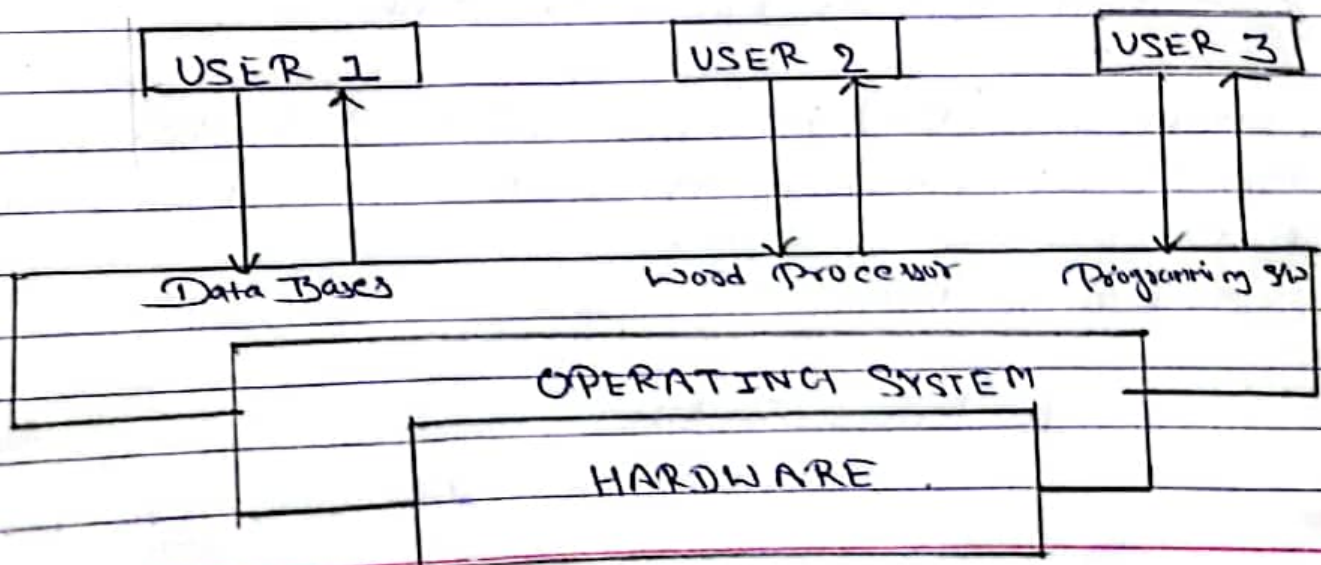 USER 1 USER 2 USER 3
Data Bases Word Processor Programming S/W
OPERATING SYSTEM
HARDWARE